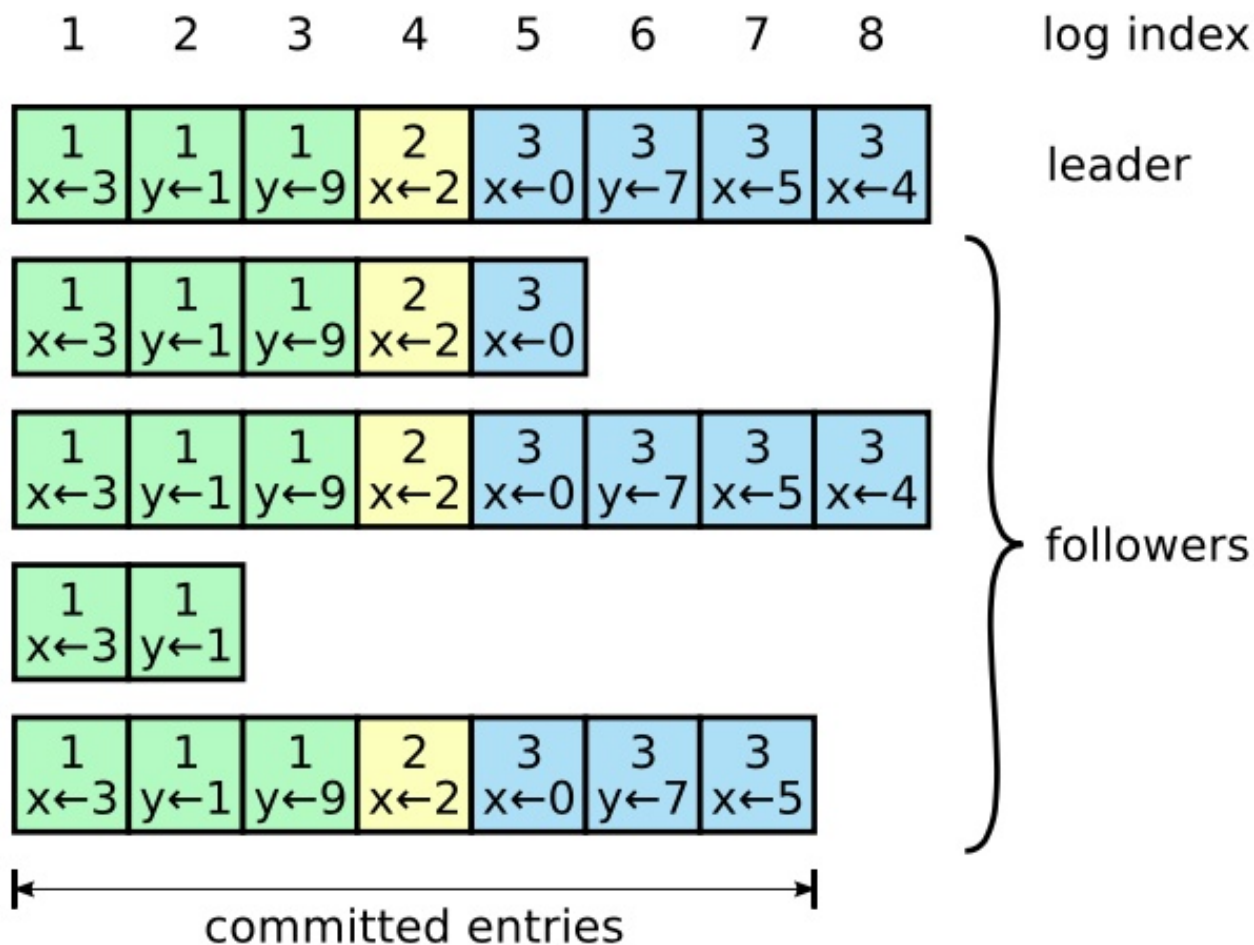 1 2 3 4 5 6 7 8 log index
1 1 1 2 3 3 3 3
x←3 y←1 y←9 x←2 x←0 y←7 x←5 x←4
leader
1 1 1 2 3
x←3 y←1 y←9 x←2 x←0
1 1 1 2 3 3 3 3
x←3 y←1 y←9 x←2 x←0 y←7 x←5 x←4
followers
1 1
x←3 y←1
1 1 1 2 3 3 3
x←3 y←1 y←9 x←2 x←0 y←7 x←5
committed entries